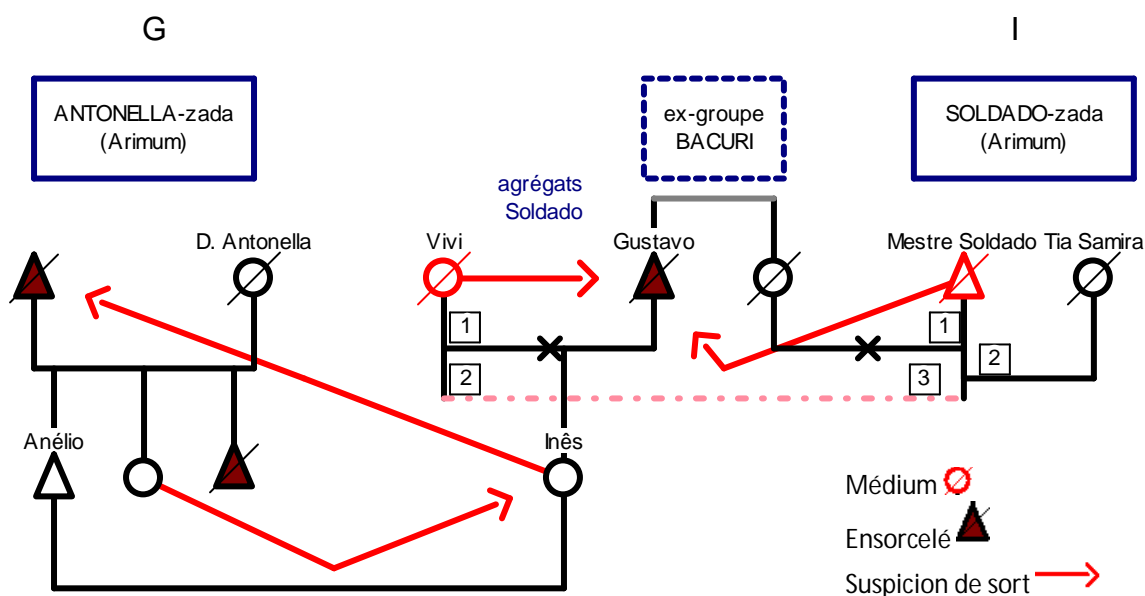 G
I
ANTONELLA-zada
(Arimum)
ex-groupe
BACURI
SOLDADO-zada
(Arimum)
agrégats
Soldado
D. Antonella
Vivi
Gustavo
Mestre Soldado
Tia Samira
1
1
2
2
3
Anélio
Inês
Médium
Ensorcelé
Suspicion de sort